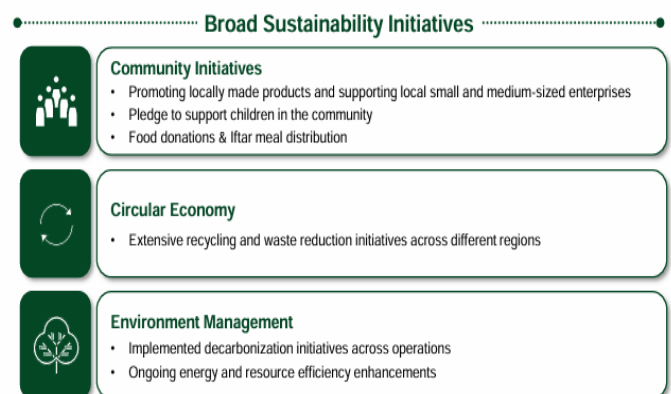 Broad Sustainability Initiatives
Community Initiatives
• Promoting locally made products and supporting local small and medium-sized enterprises
• Pledge to support children in the community
• Food donations & Iftar meal distribution
Circular Economy
• Extensive recycling and waste reduction initiatives across different regions
Environment Management
• Implemented decarbonization initiatives across operations
• Ongoing energy and resource efficiency enhancements